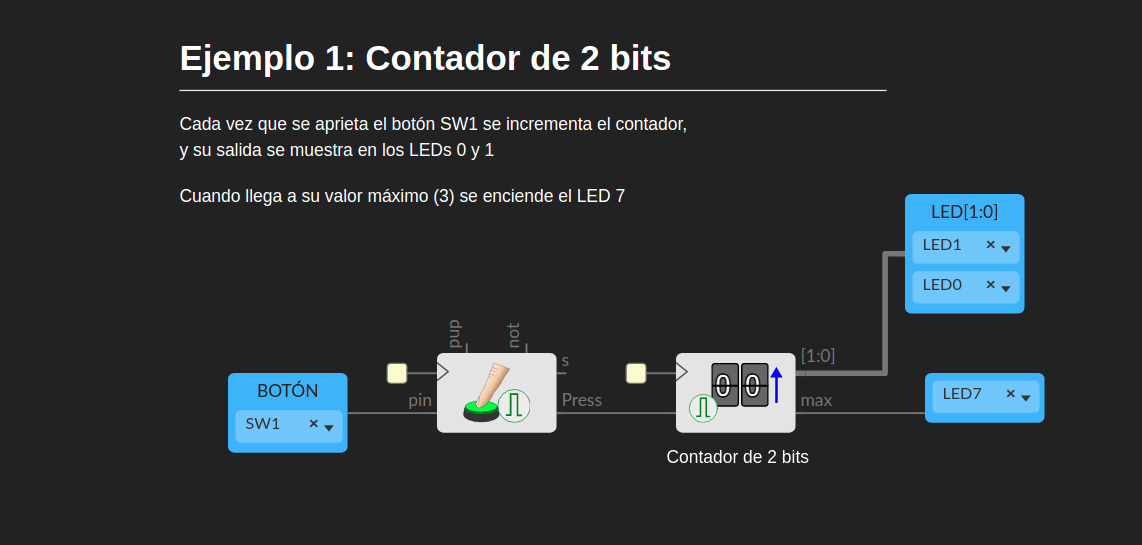 Ejemplo 1: Contador de 2 bits
Cada vez que se aprieta el botón SW1 se incrementa el contador,
y su salida se muestra en los LEDs 0 y 1
Cuando llega a su valor máximo (3) se enciende el LED 7
LED[1:0]
LED1
LED0
pup
not
s
[1:0]
BOTÓN
SW1
pin
Press
0 0
max
LED7
Contador de 2 bits